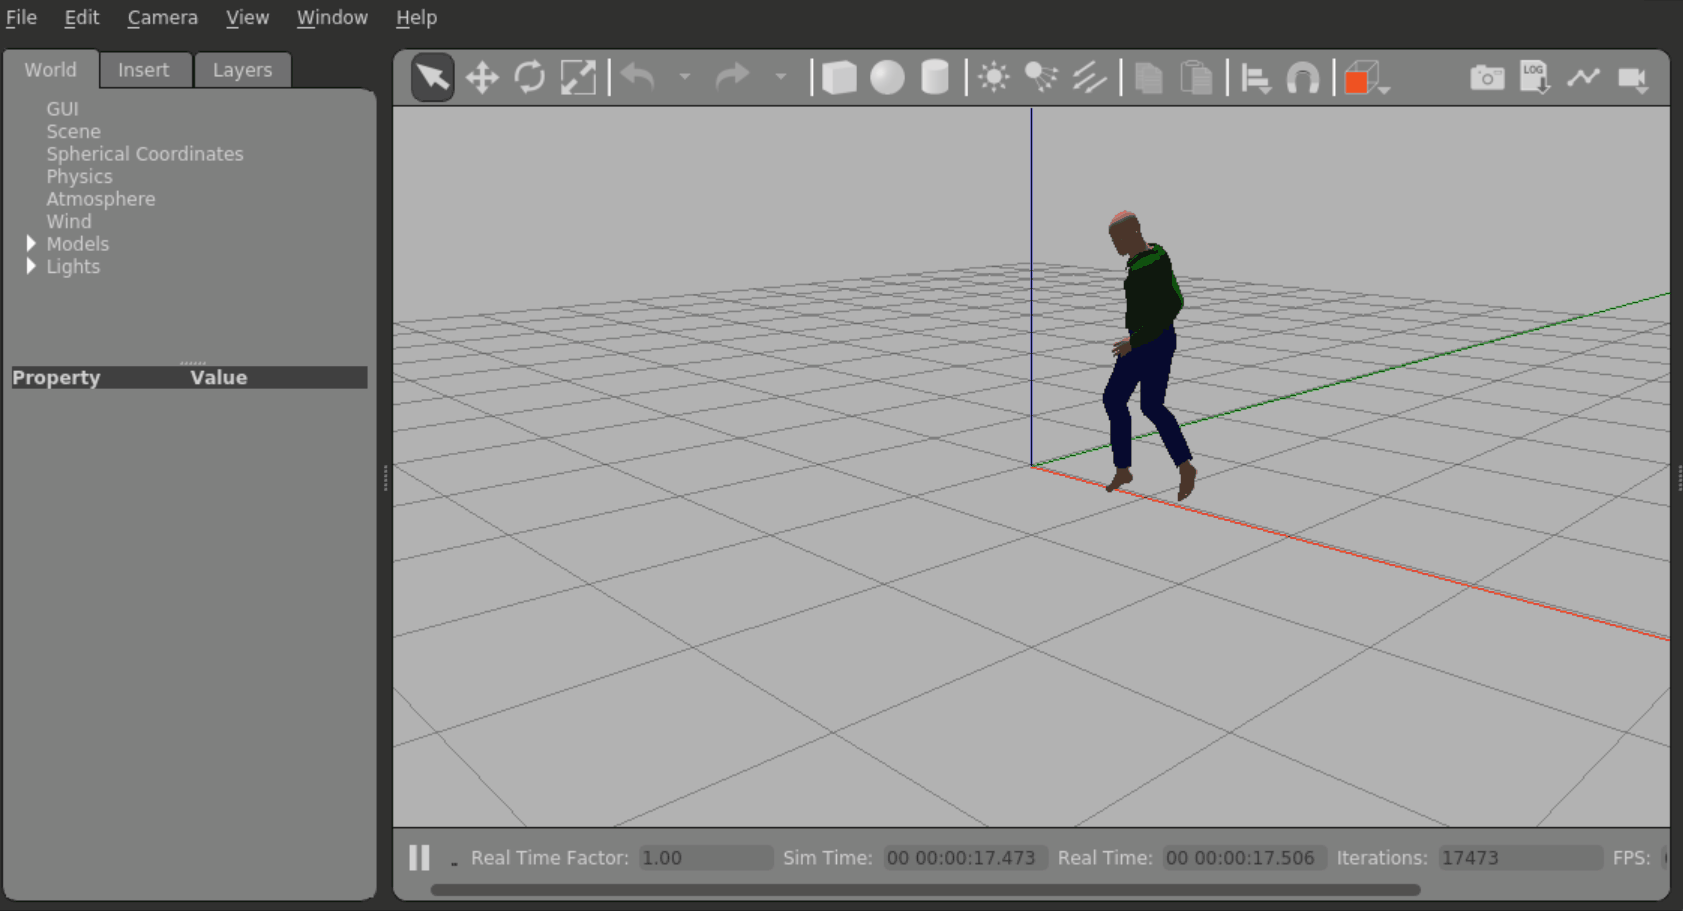 File Edit Camera View Window Help
World Insert Layers
LOG
GUI
Scene
Spherical Coordinates
Physics
Atmosphere
Wind
Models
Lights
Property Value
Real Time Factor: 1.00 Sim Time: 00 00:00:17.473 Real Time: 00 00:00:17.506 Iterations: 17473 FPS: